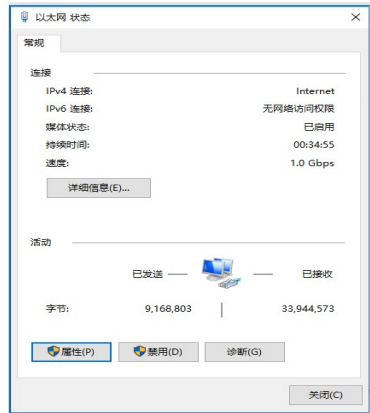 以太网 状态
常规
连接
IPv4 连接: Internet
IPv6 连接: 无网络访问权限
媒体状态: 已启用
持续时间: 00:34:55
速度: 1.0 Gbps
详细信息(E)...
活动
已发送 — — 已接收
字节: 9,168,803 | 33,944,573
属性(P) 禁用(D) 诊断(G)
关闭(C)